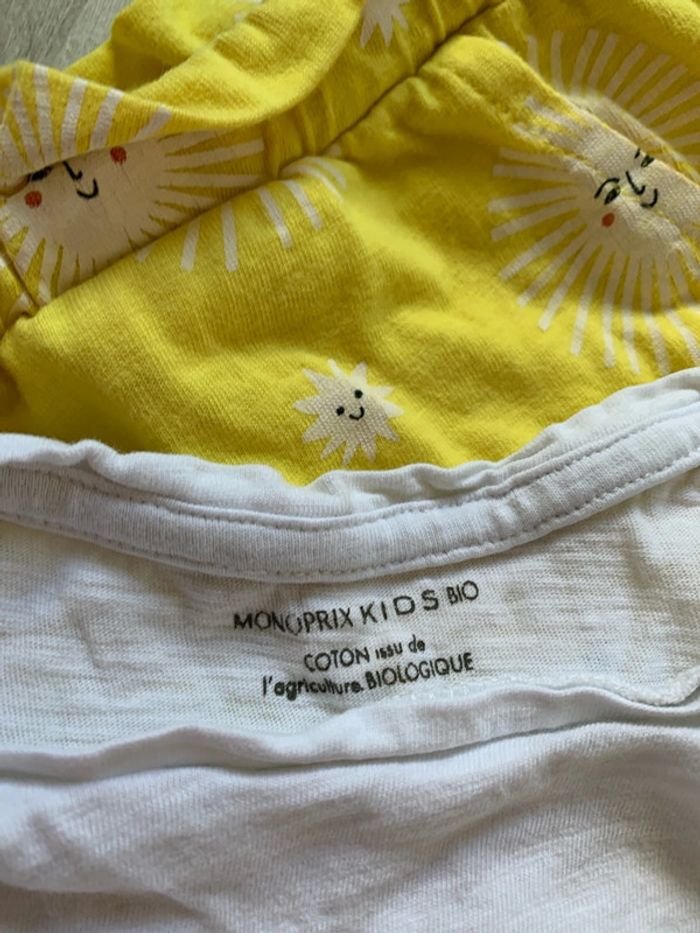 MONOPRIX KIDS BIO
COTON issu de
l'agriculture BIOLOGIQUE